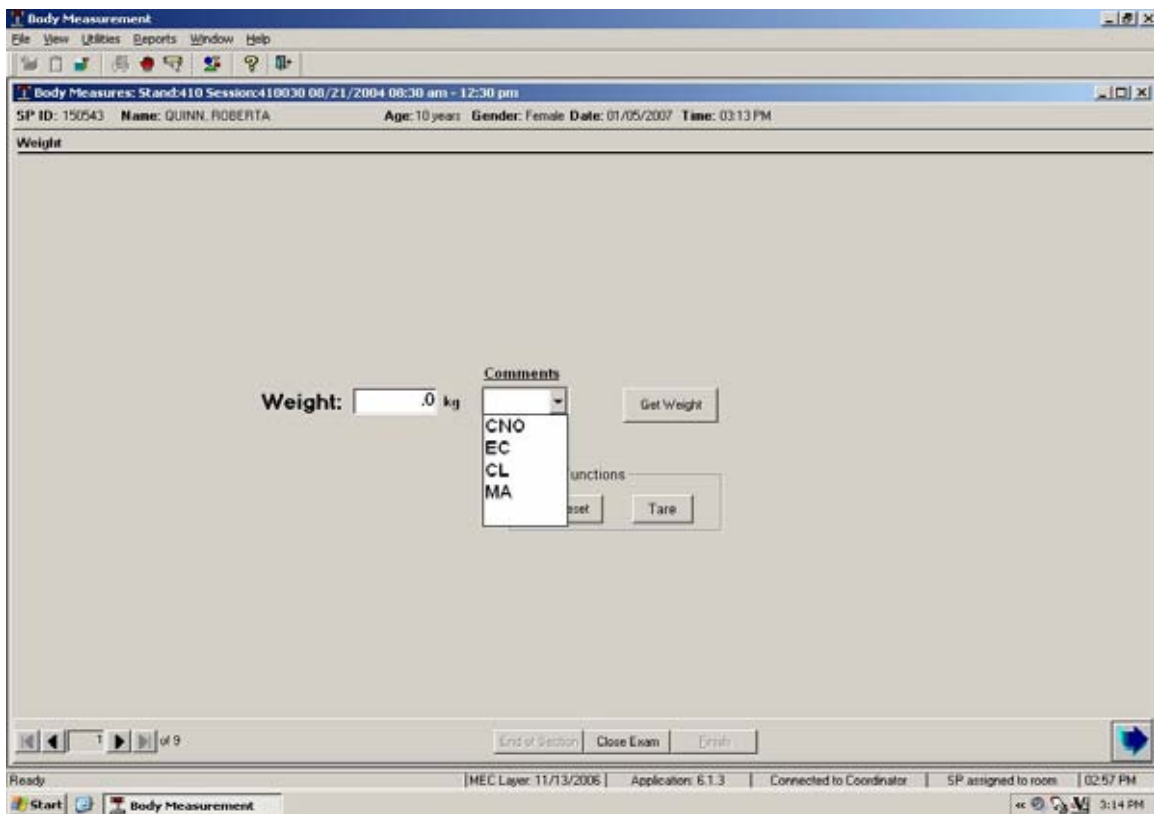 Body Measurement
File View Utilities Reports Window Help
Body Measures: Stand:410 Session:410030 08/21/2004 08:30 am - 12:30 pm
SP ID: 150543 Name: QUINN, ROBERTA Age: 10 years Gender: Female Date: 01/05/2007 Time: 03:13 PM
Weight
Comments
Weight: .0 kg Get Weight
CNO
EC
CL
MA
unctions
eset Tare
1 of 9 End of Section Close Exam Finish
Ready MEC Layer: 11/13/2006 Application: 6.1.3 Connected to Coordinator SP assigned to room 02:57 PM
Start Body Measurement 3:14 PM